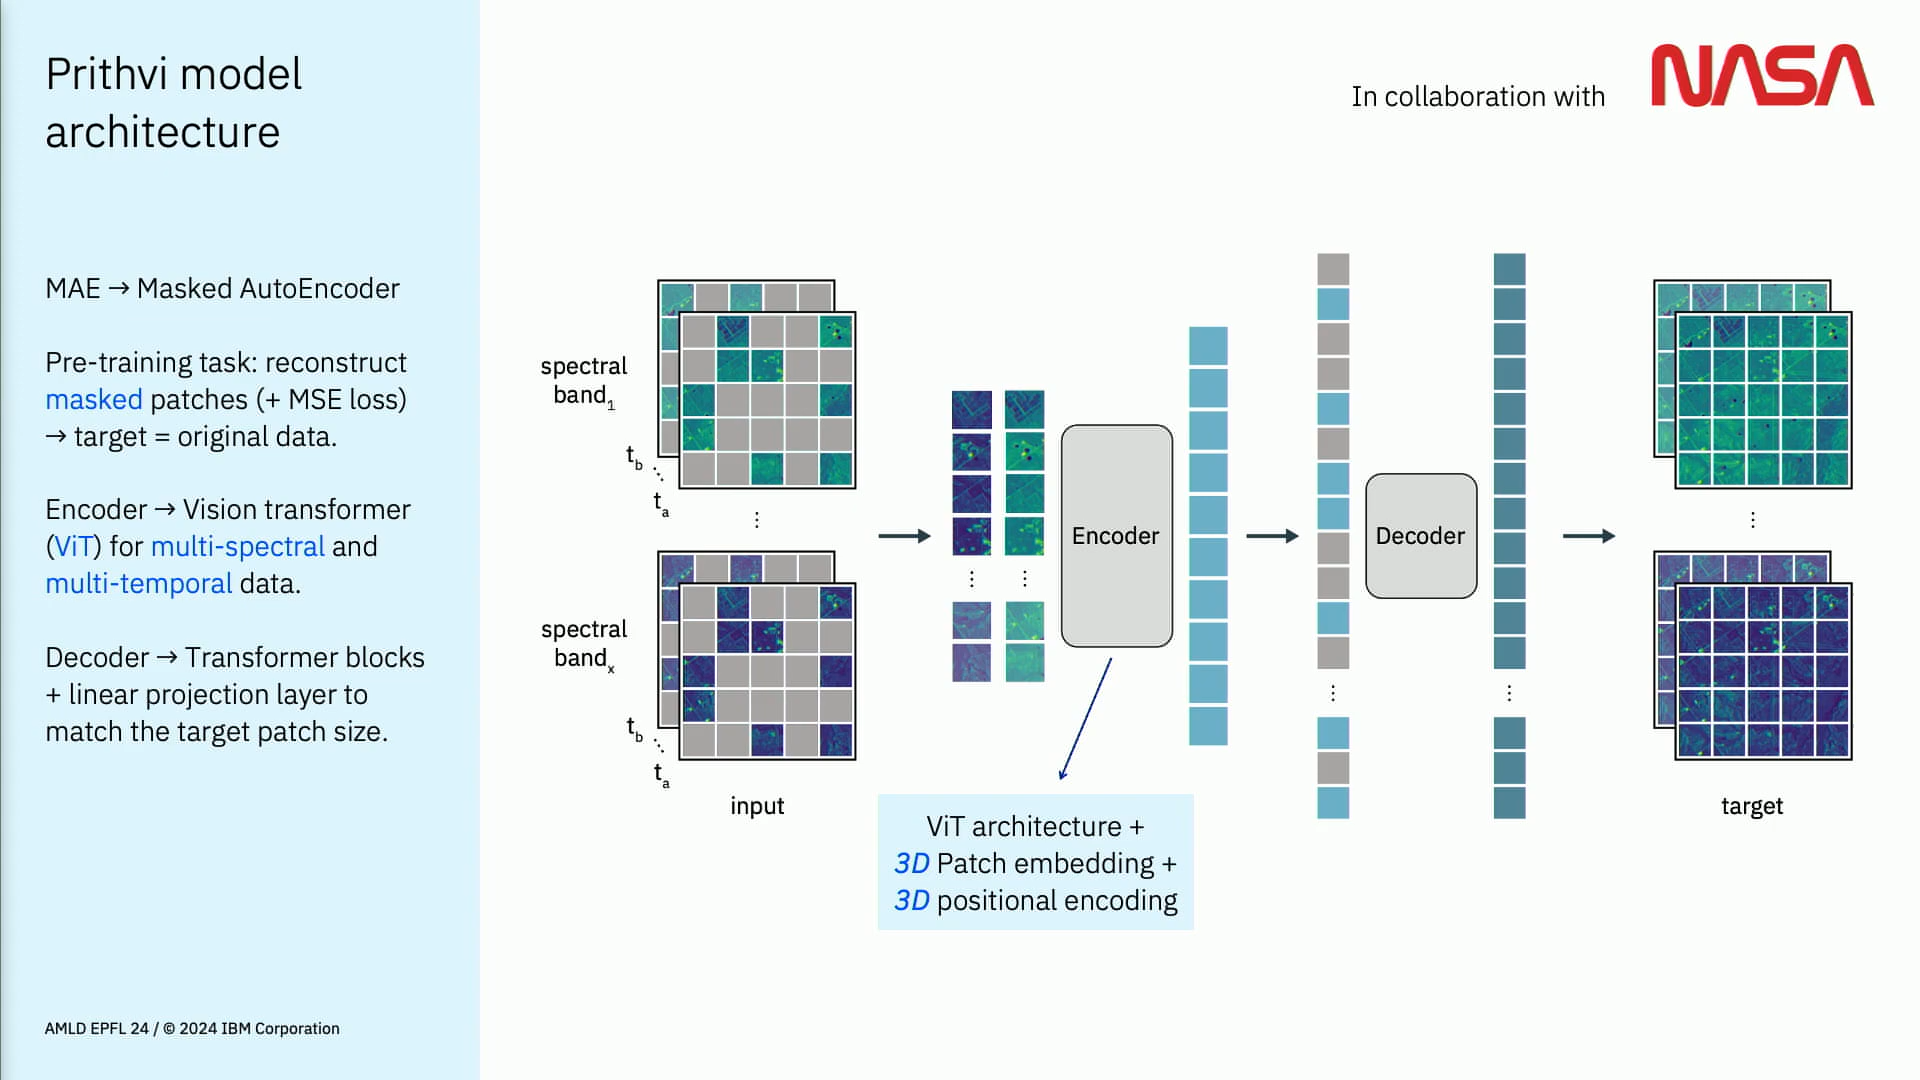 Prithvi model
architecture
In collaboration with
NASA
MAE → Masked AutoEncoder
Pre-training task: reconstruct
masked patches (+ MSE loss)
→ target = original data.
Encoder → Vision transformer
(ViT) for multi-spectral and
multi-temporal data.
Decoder → Transformer blocks
+ linear projection layer to
match the target patch size.
spectral
band1
tb
ta
spectral
bandx
tb
ta
input
Encoder
Decoder
target
ViT architecture +
3D Patch embedding +
3D positional encoding
AMLD EPFL 24 / © 2024 IBM Corporation